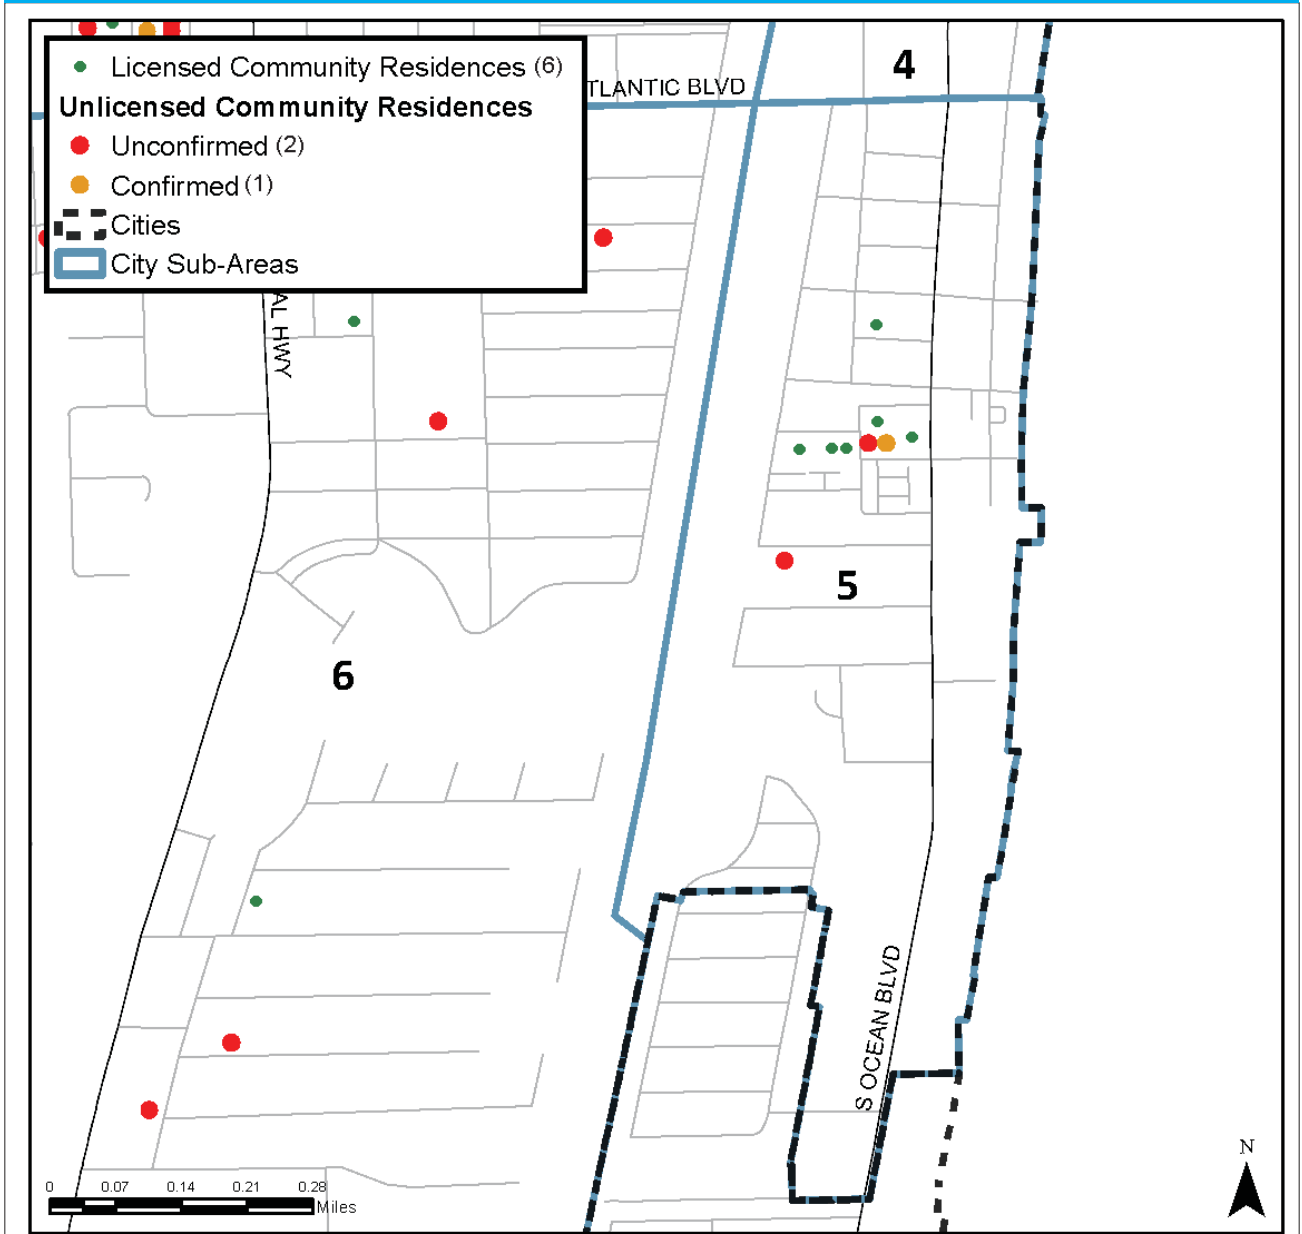 4
Licensed Community Residences (6)
TLANTIC BLVD
Unlicensed Community Residences
Unconfirmed (2)
Confirmed (1)
Cities
City Sub-Areas
AL HWY
5
6
S OCEAN BLVD
N
0 0.07 0.14 0.21 0.28
Miles